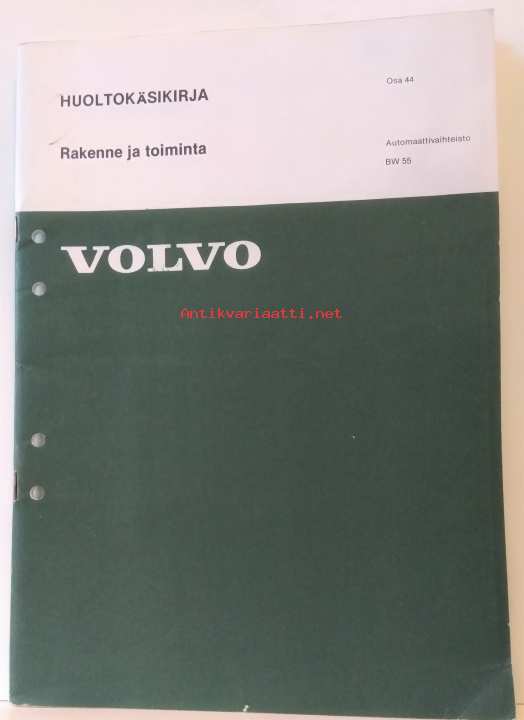 HUOLTOKÄSIKIRJA
Osa 44
Rakenne ja toiminta
Automaattivaihteisto
BW 55
VOLVO
Antikvariaatti.net